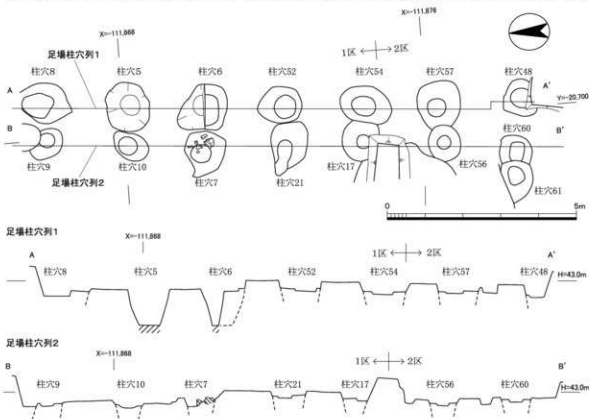 X=-111,868
X=-111,876
足場柱穴列1
1区 2区
柱穴8 柱穴5 柱穴6 柱穴52 柱穴54 柱穴57 柱穴48
A A'
Y=-20,700
B B'
柱穴60
柱穴9 柱穴10 柱穴7 柱穴21 柱穴17 柱穴56
柱穴61
足場柱穴列2
0 5m
足場柱穴列1
X=-111,868
1区 2区
A A'
柱穴8 柱穴5 柱穴6 柱穴52 柱穴54 柱穴57 柱穴48
H=43.0m
足場柱穴列2
X=-111,868
1区 2区
B B'
柱穴9 柱穴10 柱穴7 柱穴21 柱穴17 柱穴56 柱穴60
H=43.0m